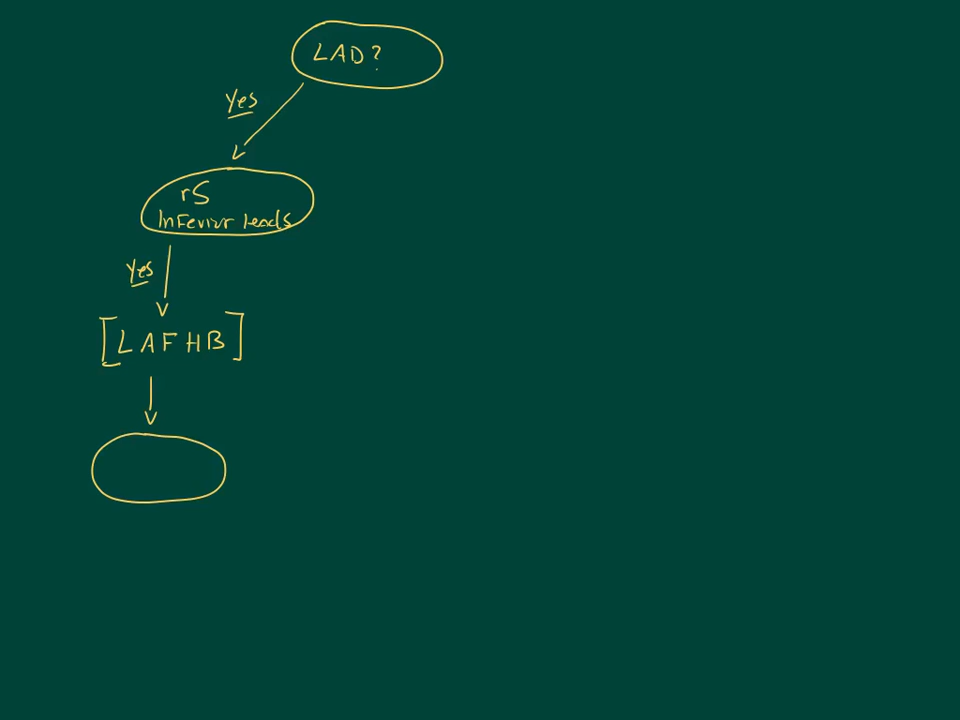 LAD?
Yes
rS
Inferior leads
Yes
[LAFHB]